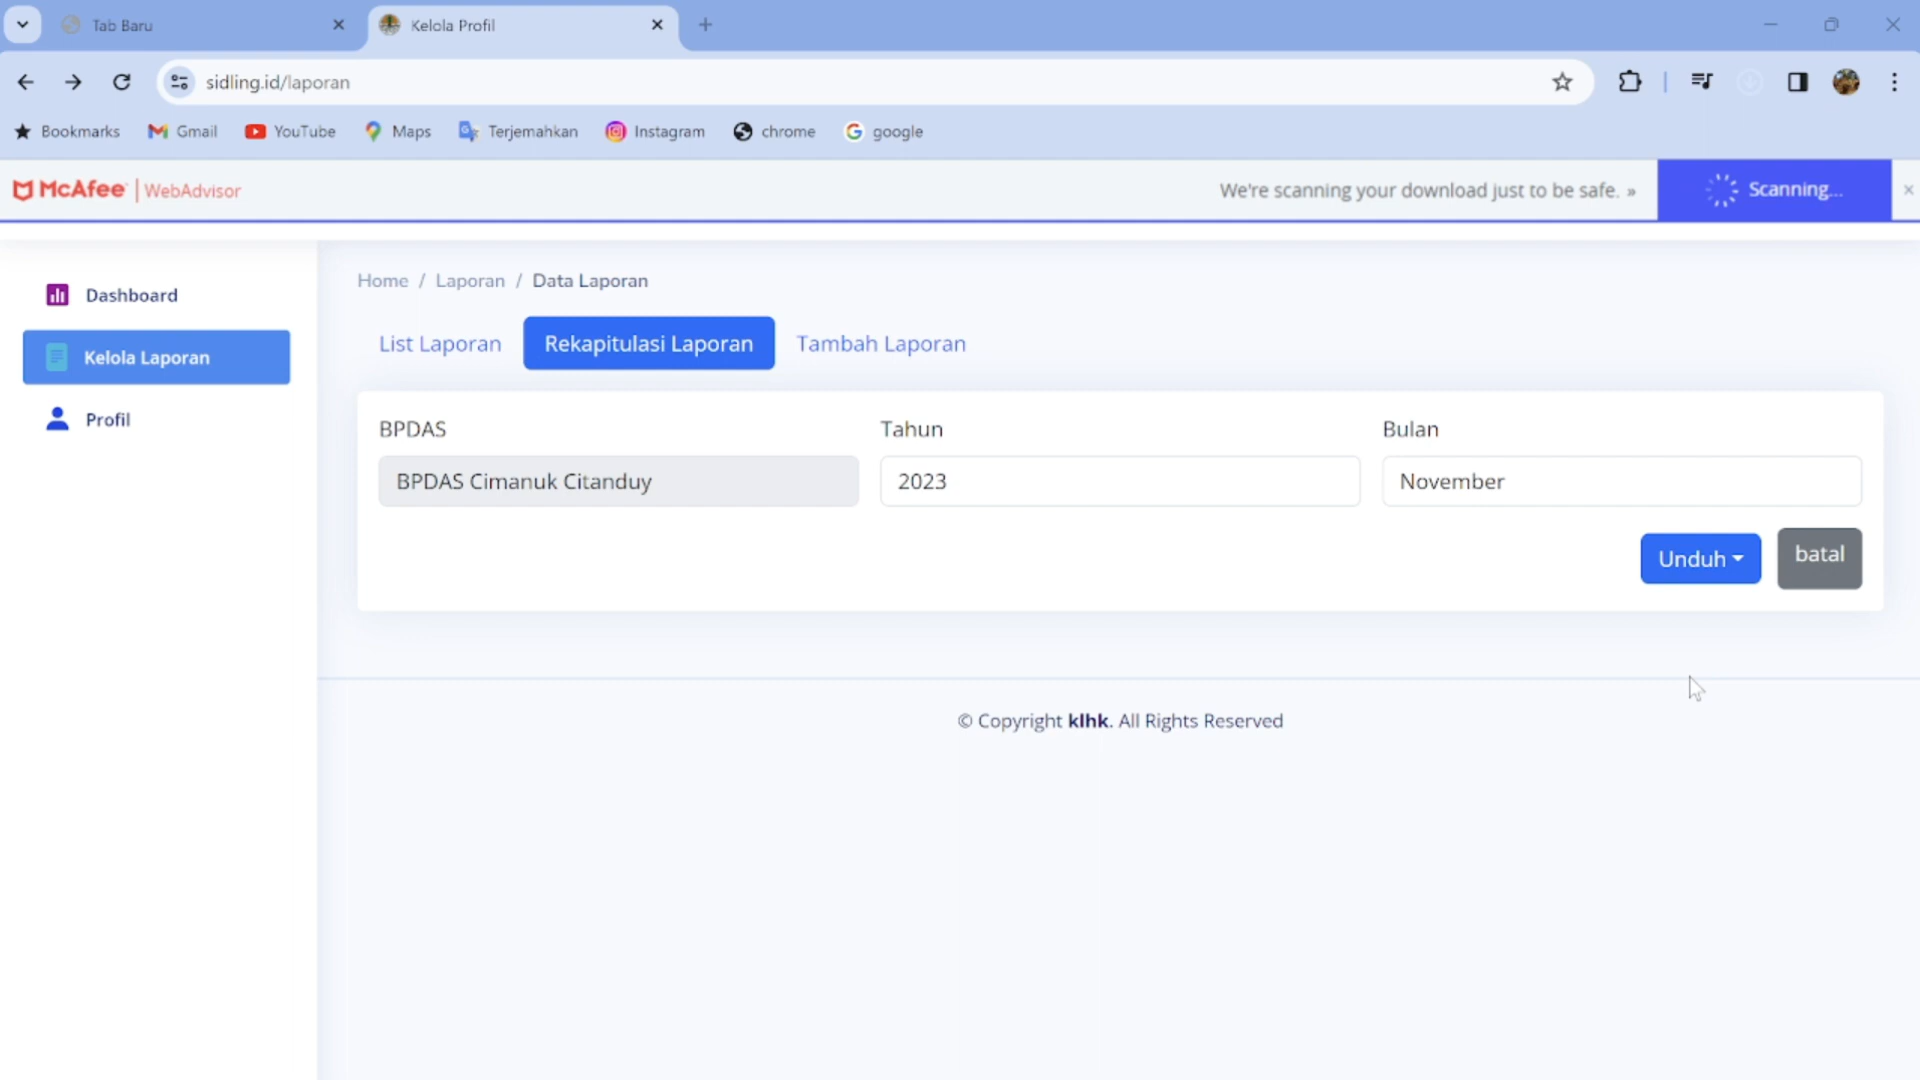 Tab Baru
Kelola Profil
sidling.id/laporan
Bookmarks Gmail YouTube Maps Terjemahkan Instagram chrome google
McAfee | WebAdvisor
We're scanning your download just to be safe. »
Scanning...
Dashboard
Kelola Laporan
Profil
Home / Laporan / Data Laporan
List Laporan
Rekapitulasi Laporan
Tambah Laporan
BPDAS
BPDAS Cimanuk Citanduy
Tahun
2023
Bulan
November
Unduh
batal
© Copyright klhk. All Rights Reserved